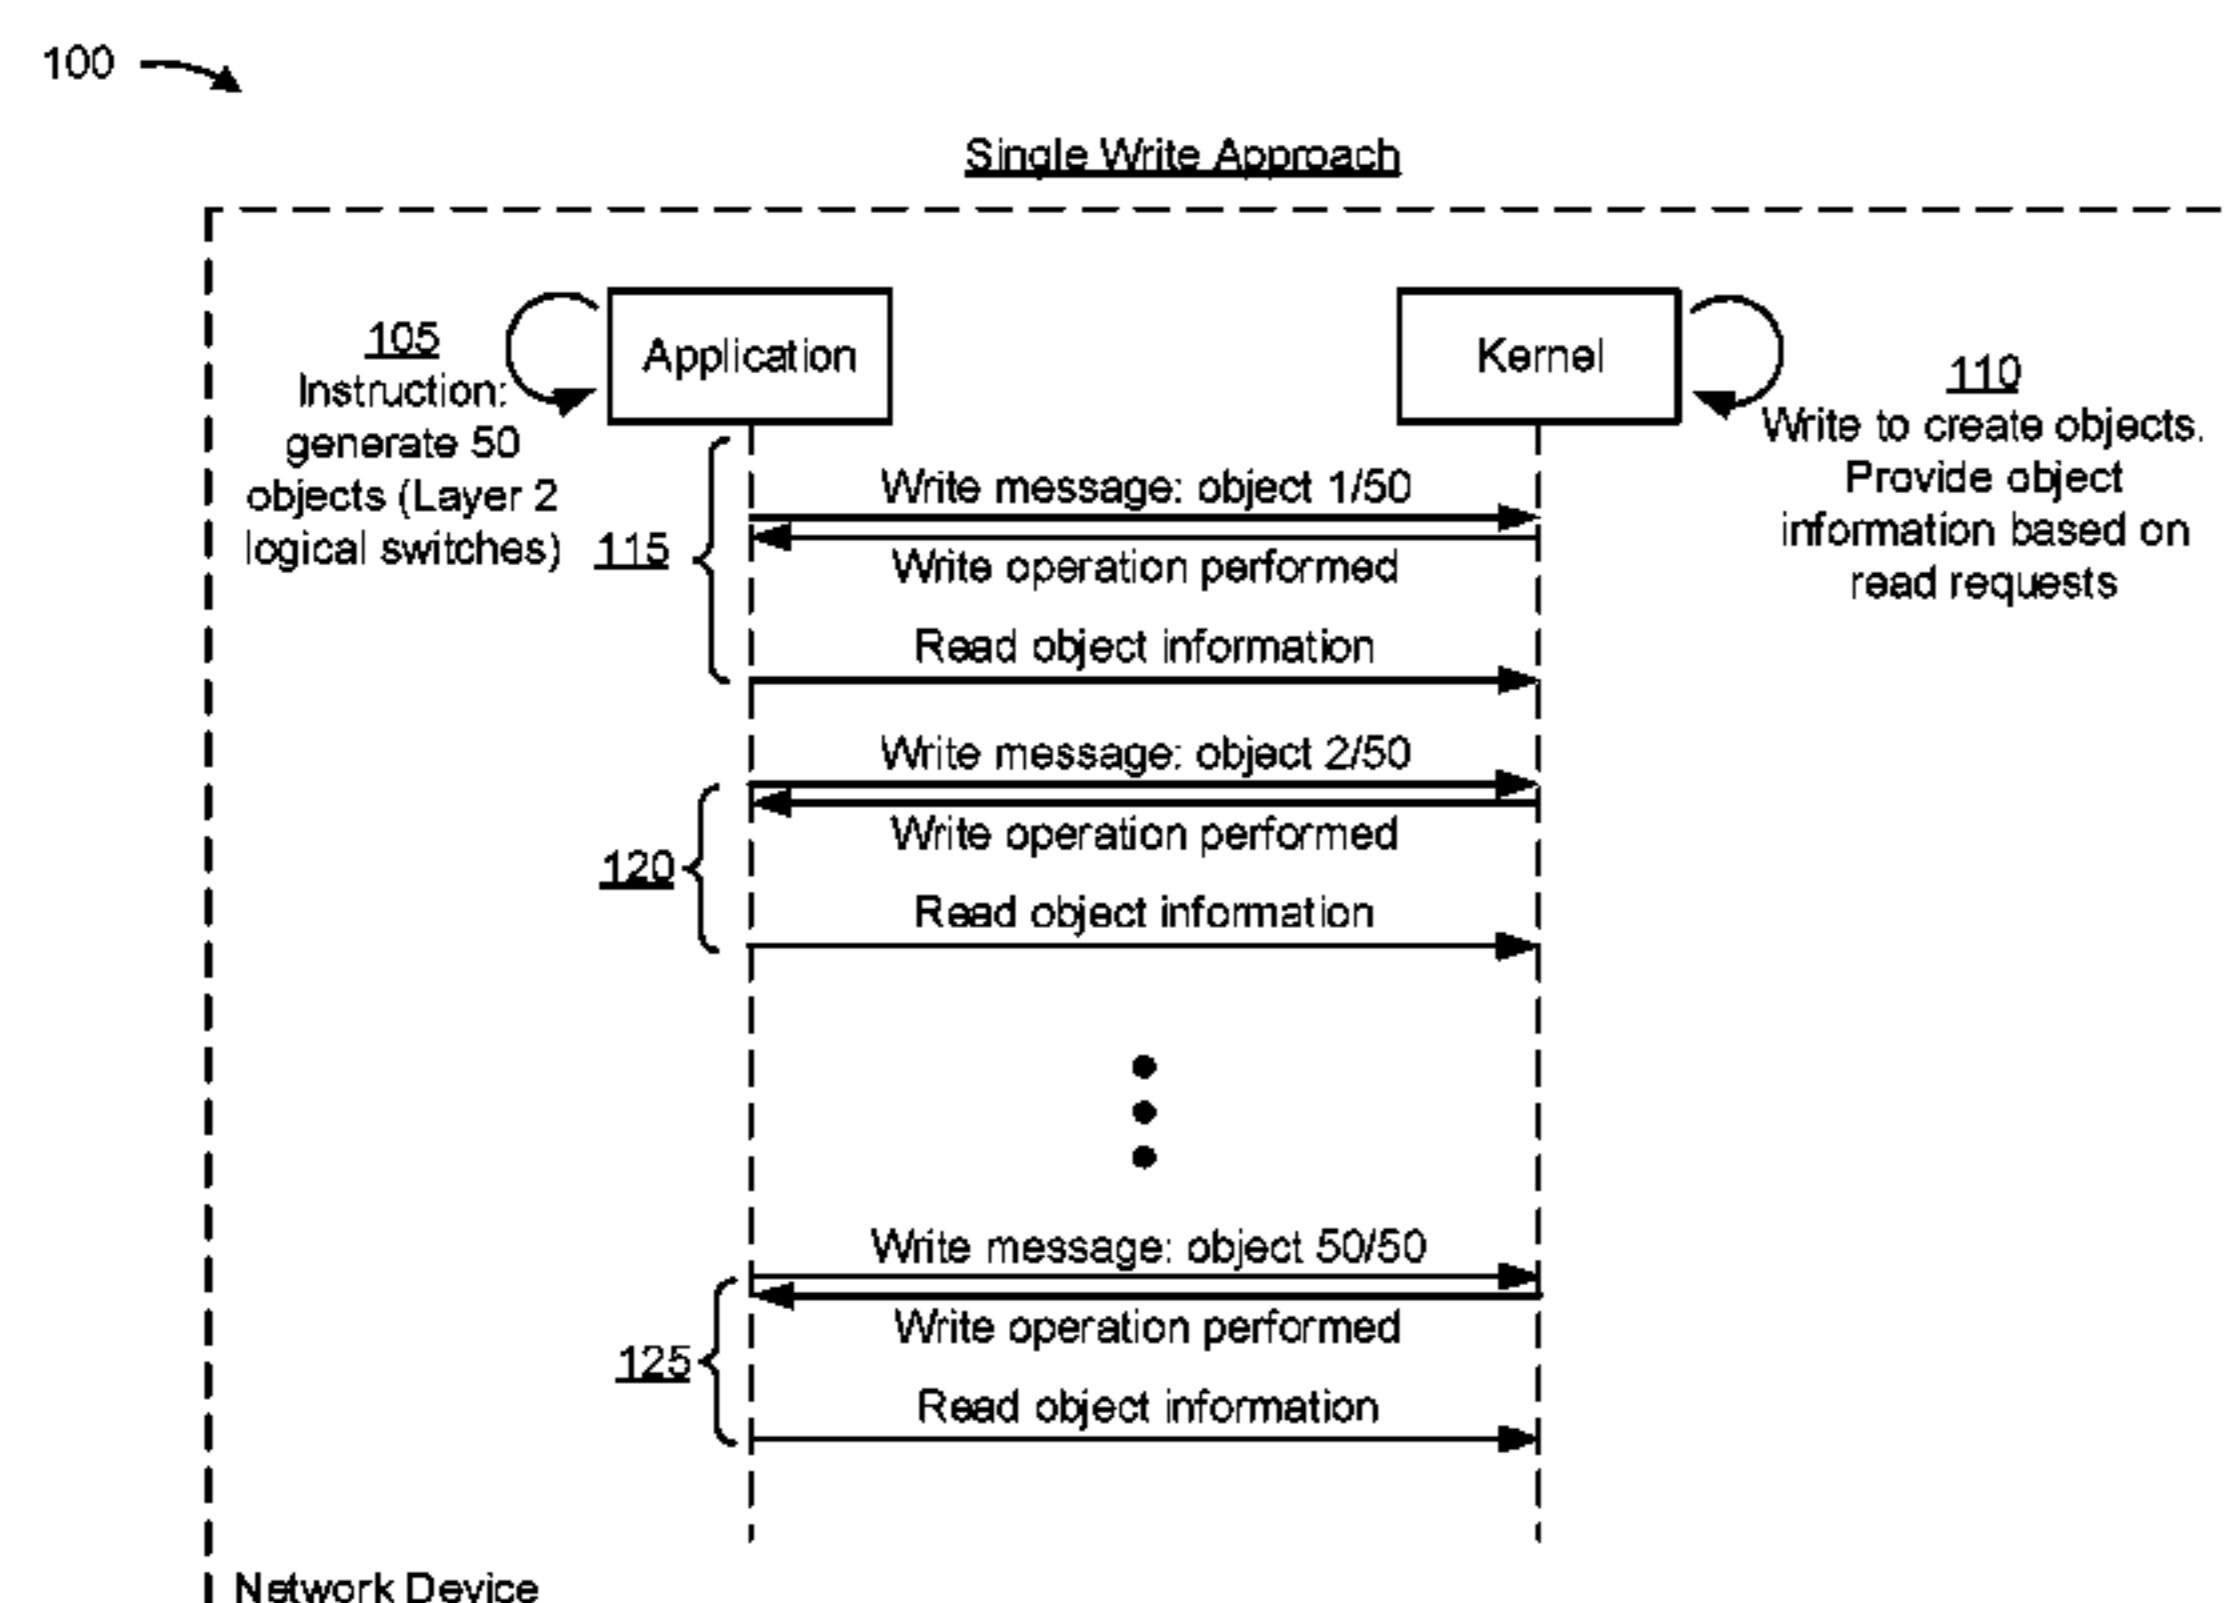 100
Single Write Approach
105
Instruction:
generate 50
objects (Layer 2
logical switches)
Application
Kernel
110
Write to create objects.
Provide object
information based on
read requests
115
Write message: object 1/50
Write operation performed
Read object information
120
Write message: object 2/50
Write operation performed
Read object information
125
Write message: object 50/50
Write operation performed
Read object information
Network Device